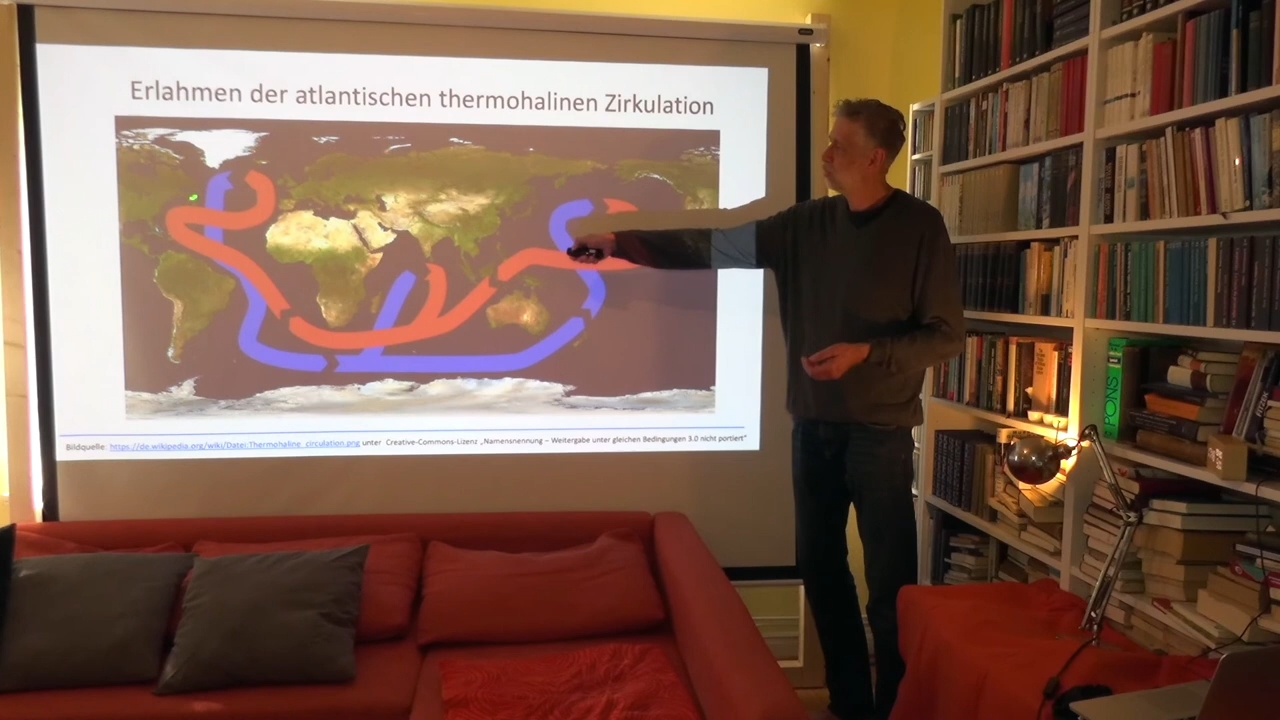 Erlahmen der atlantischen thermohalinen Zirkulation
Bildquelle: https://de.wikipedia.org/wiki/Datei:Thermohaline_circulation.png unter Creative-Commons-Lizenz „Namensnennung – Weitergabe unter gleichen Bedingungen 3.0 nicht portiert“
PONS